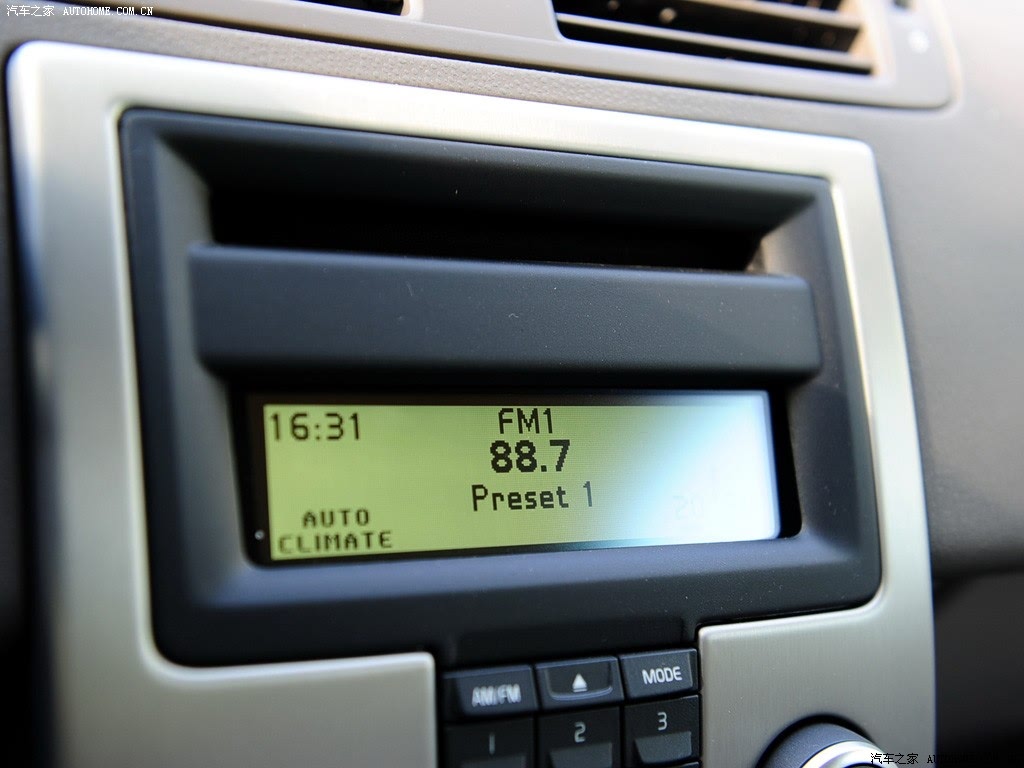 汽车之家 AUTOHOME.COM.CN
16:31
FM1
88.7
Preset 1
20
AUTO
CLIMATE
AM/FM
MODE
1
2
3
汽车之家